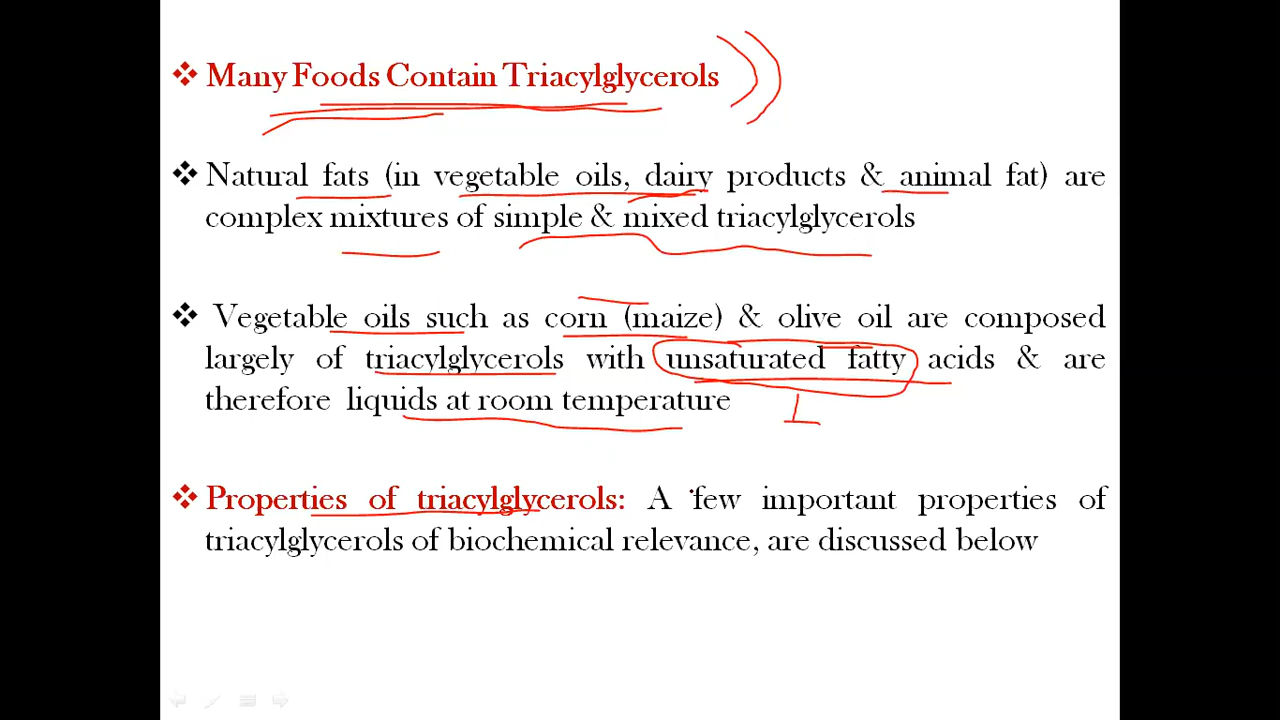 ❖ Many Foods Contain Triacylglycerols
❖ Natural fats (in vegetable oils, dairy products & animal fat) are
complex mixtures of simple & mixed triacylglycerols
❖ Vegetable oils such as corn (maize) & olive oil are composed
largely of triacylglycerols with unsaturated fatty acids & are
therefore liquids at room temperature
❖ Properties of triacylglycerols: A few important properties of
triacylglycerols of biochemical relevance, are discussed below